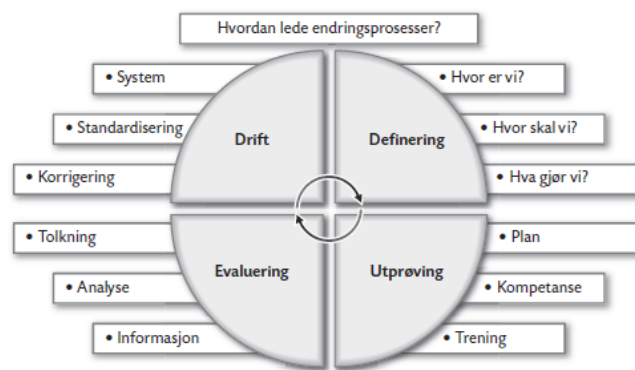 Hvordan lede endringsprosesser?
• System
• Standardisering
• Korrigering
Drift
Definering
• Hvor er vi?
• Hvor skal vi?
• Hva gjør vi?
• Tolkning
• Analyse
• Informasjon
Evaluering
Utprøving
• Plan
• Kompetanse
• Trening